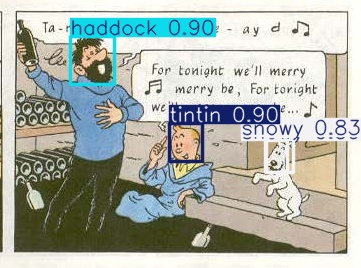 Ta-r
e - ay
haddock 0.90
For tonight we'll merry
merry be, For tonight
we'
e...
tintin 0.90
snowy 0.83